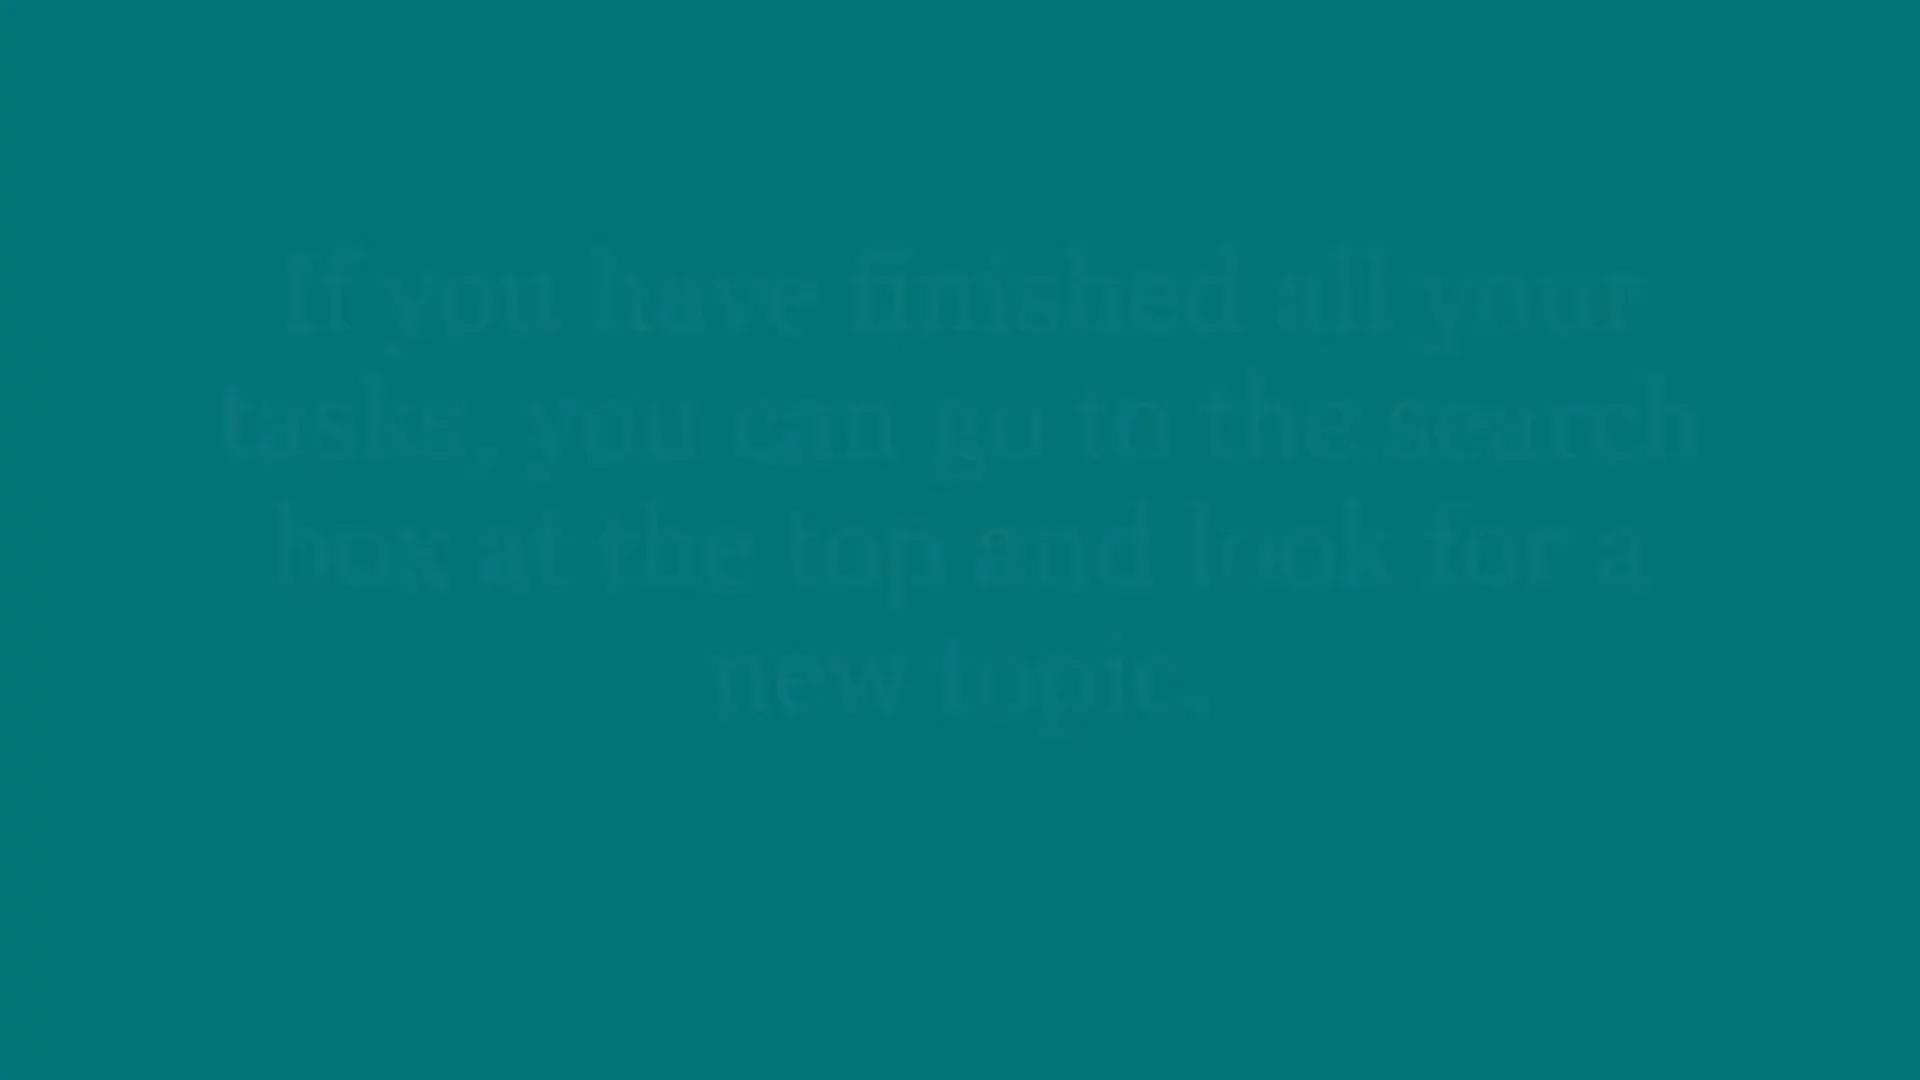 If you have finished all your
tasks, you can go to the search
box at the top and look for a
new topic.